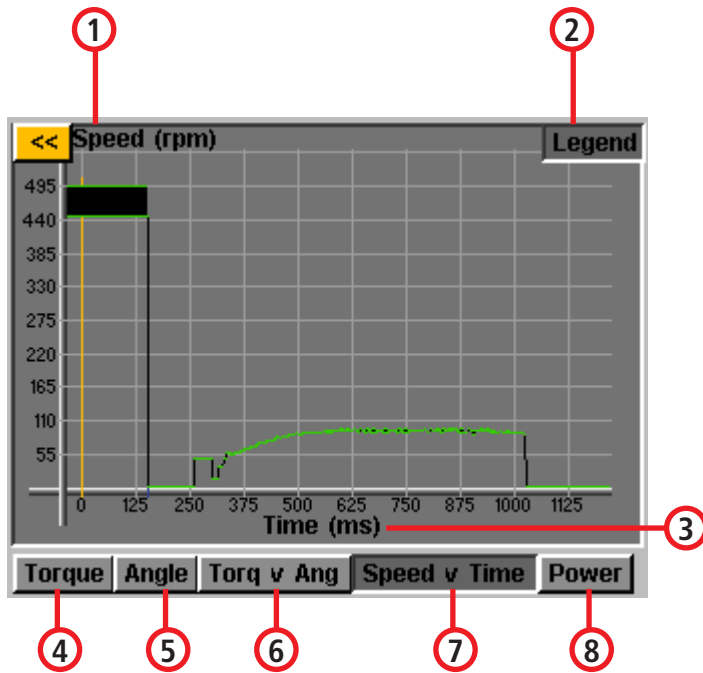 1 2
<< Speed (rpm) Legend
495
440
385
330
275
220
165
110
55
0 125 250 375 500 625 750 875 1000 1125
Time (ms) 3
Torque Angle Torq v Ang Speed v Time Power
4 5 6 7 8